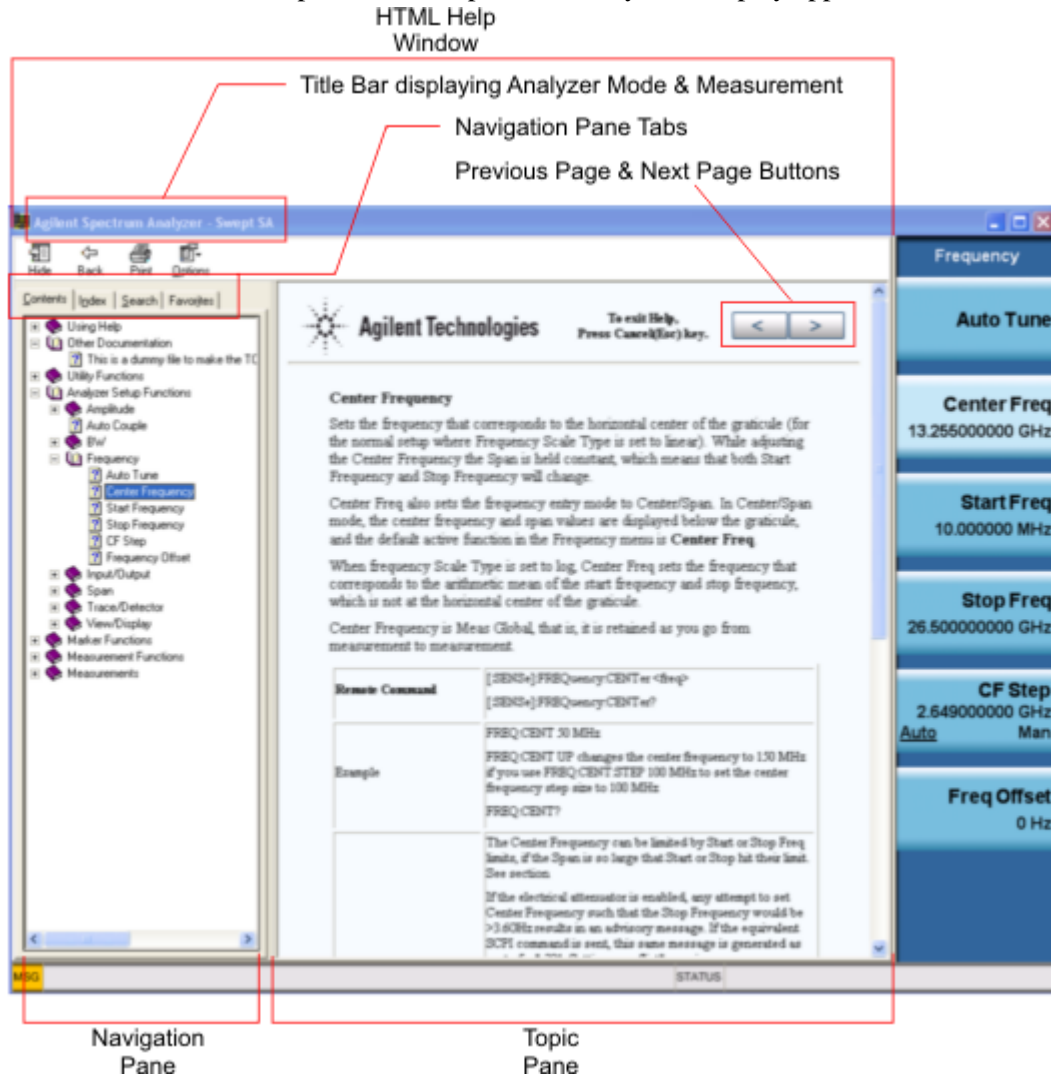 HTML Help
Window
Title Bar displaying Analyzer Mode & Measurement
Navigation Pane Tabs
Previous Page & Next Page Buttons
Agilent Spectrum Analyzer - Swept SA
Hide Back Print Options
Contents Index Search Favorites
Using Help
Other Documentation
This is a dummy file to make the TC
Utility Functions
Analyzer Setup Functions
Amplitude
Auto Couple
BW
Frequency
Auto Tune
Center Frequency
Start Frequency
Stop Frequency
CF Step
Frequency Offset
Input/Output
Span
Trace/Detector
View/Display
Marker Functions
Measurement Functions
Measurements
Agilent Technologies
To exit Help,
Press Cancel(Esc) key.
< >
Center Frequency
Sets the frequency that corresponds to the horizontal center of the graticule (for
the normal setup where Frequency Scale Type is set to linear). While adjusting
the Center Frequency the Span is held constant, which means that both Start
Frequency and Stop Frequency will change.
Center Freq also sets the frequency entry mode to Center/Span. In Center/Span
mode, the center frequency and span values are displayed below the graticule,
and the default active function in the Frequency menu is Center Freq.
When frequency Scale Type is set to log, Center Freq sets the frequency that
corresponds to the arithmetic mean of the start frequency and stop frequency,
which is not at the horizontal center of the graticule.
Center Frequency is Meas Global, that is, it is retained as you go from
measurement to measurement.
Remote Command
[:SENSe]:FREQuency:CENTer <freq>
[:SENSe]:FREQuency:CENTer?
Example
FREQ:CENT 50 MHz
FREQ:CENT UP changes the center frequency to 150 MHz
if you use FREQ:CENT:STEP 100 MHz to set the center
frequency step size to 100 MHz
FREQ:CENT?
The Center Frequency can be limited by Start or Stop Freq
limits, if the Span is so large that Start or Stop hit their limit.
See section
If the electrical attenuator is enabled, any attempt to set
Center Frequency such that the Stop Frequency would be
>3.6GHz results in an advisory message. If the equivalent
SCPI command is sent, this same message is generated as
Frequency
Auto Tune
Center Freq
13.255000000 GHz
Start Freq
10.000000 MHz
Stop Freq
26.500000000 GHz
CF Step
2.649000000 GHz
Auto Man
Freq Offset
0 Hz
MSG
STATUS
Navigation
Pane
Topic
Pane